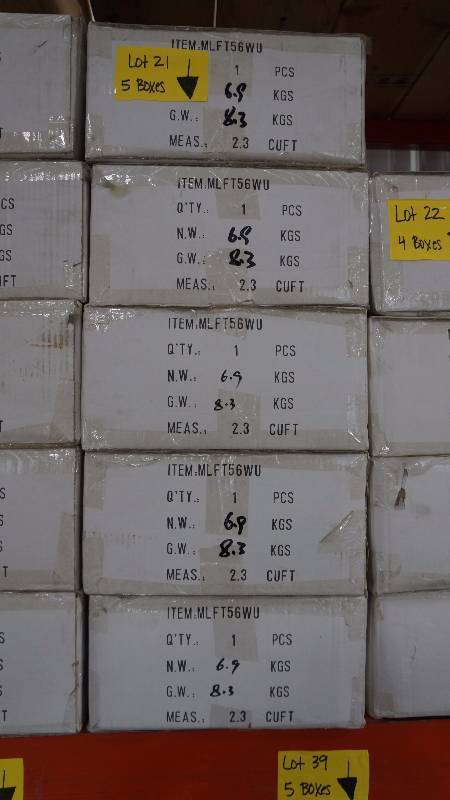 ITEM:MLFT56WU
Lot 21
5 Boxes
1 PCS
6.9 KGS
G.W.: 8.3 KGS
MEAS.: 2.3 CUFT
ITEM:MLFT56WU
Q'TY.: 1 PCS
N.W.: 6.9 KGS
G.W.: 8.3 KGS
MEAS.: 2.3 CUFT
Lot 22
4 Boxes
ITEM:MLFT56WU
Q'TY.: 1 PCS
N.W.: 6.9 KGS
G.W.: 8.3 KGS
MEAS.: 2.3 CUFT
ITEM:MLFT56WU
Q'TY.: 1 PCS
N.W.: 6.9 KGS
G.W.: 8.3 KGS
MEAS.: 2.3 CUFT
ITEM:MLFT56WU
Q'TY.: 1 PCS
N.W.: 6.9 KGS
G.W.: 8.3 KGS
MEAS.: 2.3 CUFT
Lot 39
5 Boxes